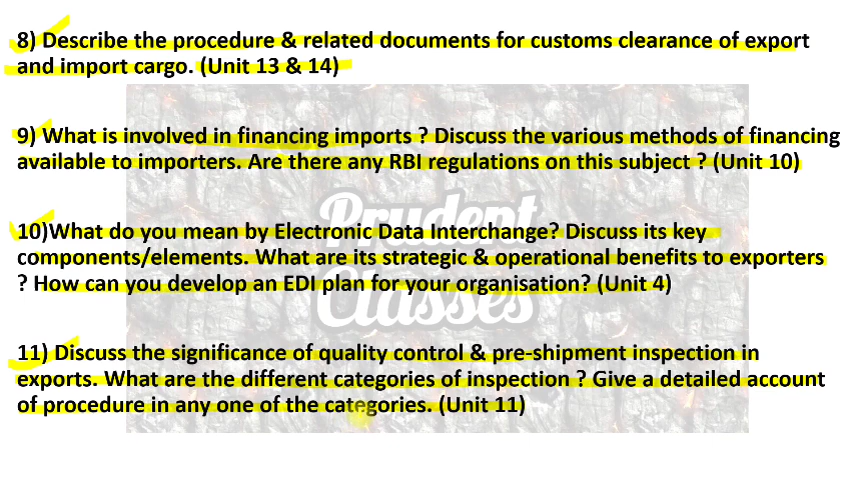 8) Describe the procedure & related documents for customs clearance of export
and import cargo. (Unit 13 & 14)
9) What is involved in financing imports ? Discuss the various methods of financing
available to importers. Are there any RBI regulations on this subject ? (Unit 10)
Prudent
10)What do you mean by Electronic Data Interchange? Discuss its key
components/elements. What are its strategic & operational benefits to exporters
? How can you develop an EDI plan for your organisation? (Unit 4)
Classes
11) Discuss the significance of quality control & pre-shipment inspection in
exports. What are the different categories of inspection ? Give a detailed account
of procedure in any one of the categories. (Unit 11)